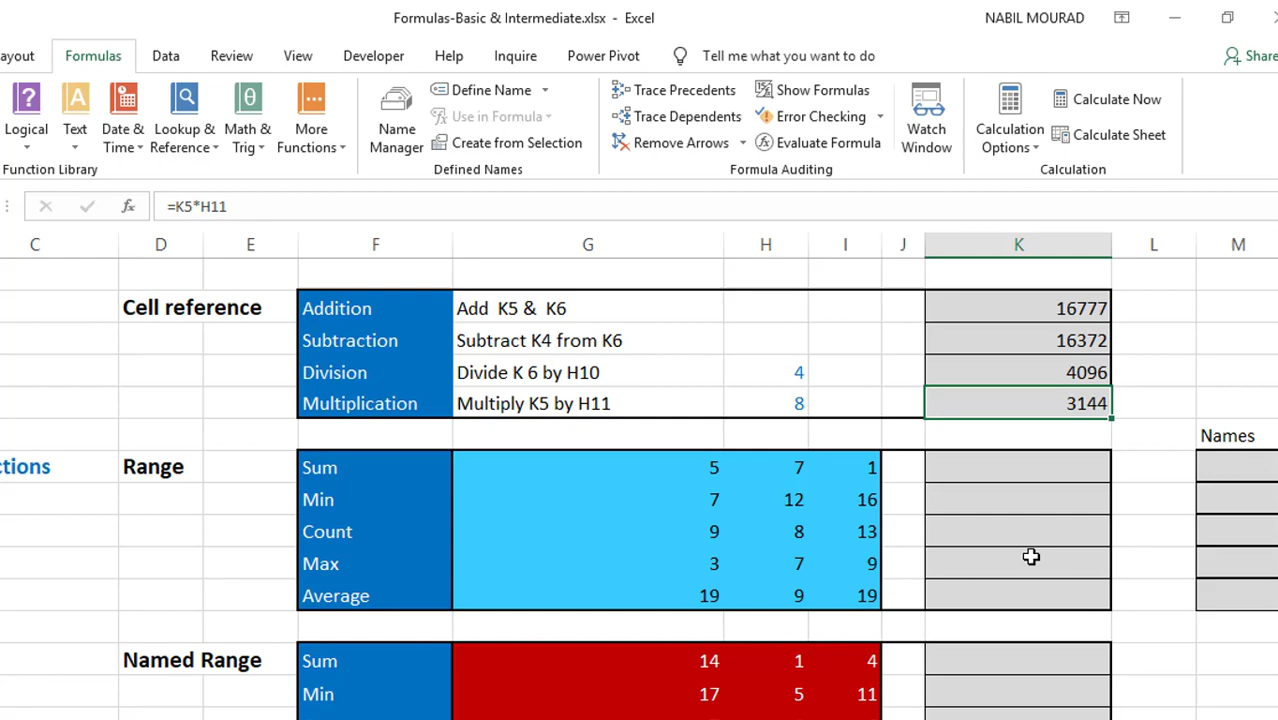 Formulas-Basic & Intermediate.xlsx - Excel NABIL MOURAD
ayout Formulas Data Review View Developer Help Inquire Power Pivot Tell me what you want to do Share
Logical Text Date & Time Lookup & Reference Math & Trig More Functions
Function Library
Name Manager Define Name Use in Formula Create from Selection
Defined Names
Trace Precedents Trace Dependents Remove Arrows Show Formulas Error Checking Evaluate Formula Watch Window
Formula Auditing
Calculation Options Calculate Now Calculate Sheet
Calculation
fx =K5*H11
C D E F G H I J K L M
Cell reference Addition Add K5 & K6 16777
Subtraction Subtract K4 from K6 16372
Division Divide K 6 by H10 4 4096
Multiplication Multiply K5 by H11 8 3144
Names
ctions Range Sum 5 7 1
Min 7 12 16
Count 9 8 13
Max 3 7 9
Average 19 9 19
Named Range Sum 14 1 4
Min 17 5 11